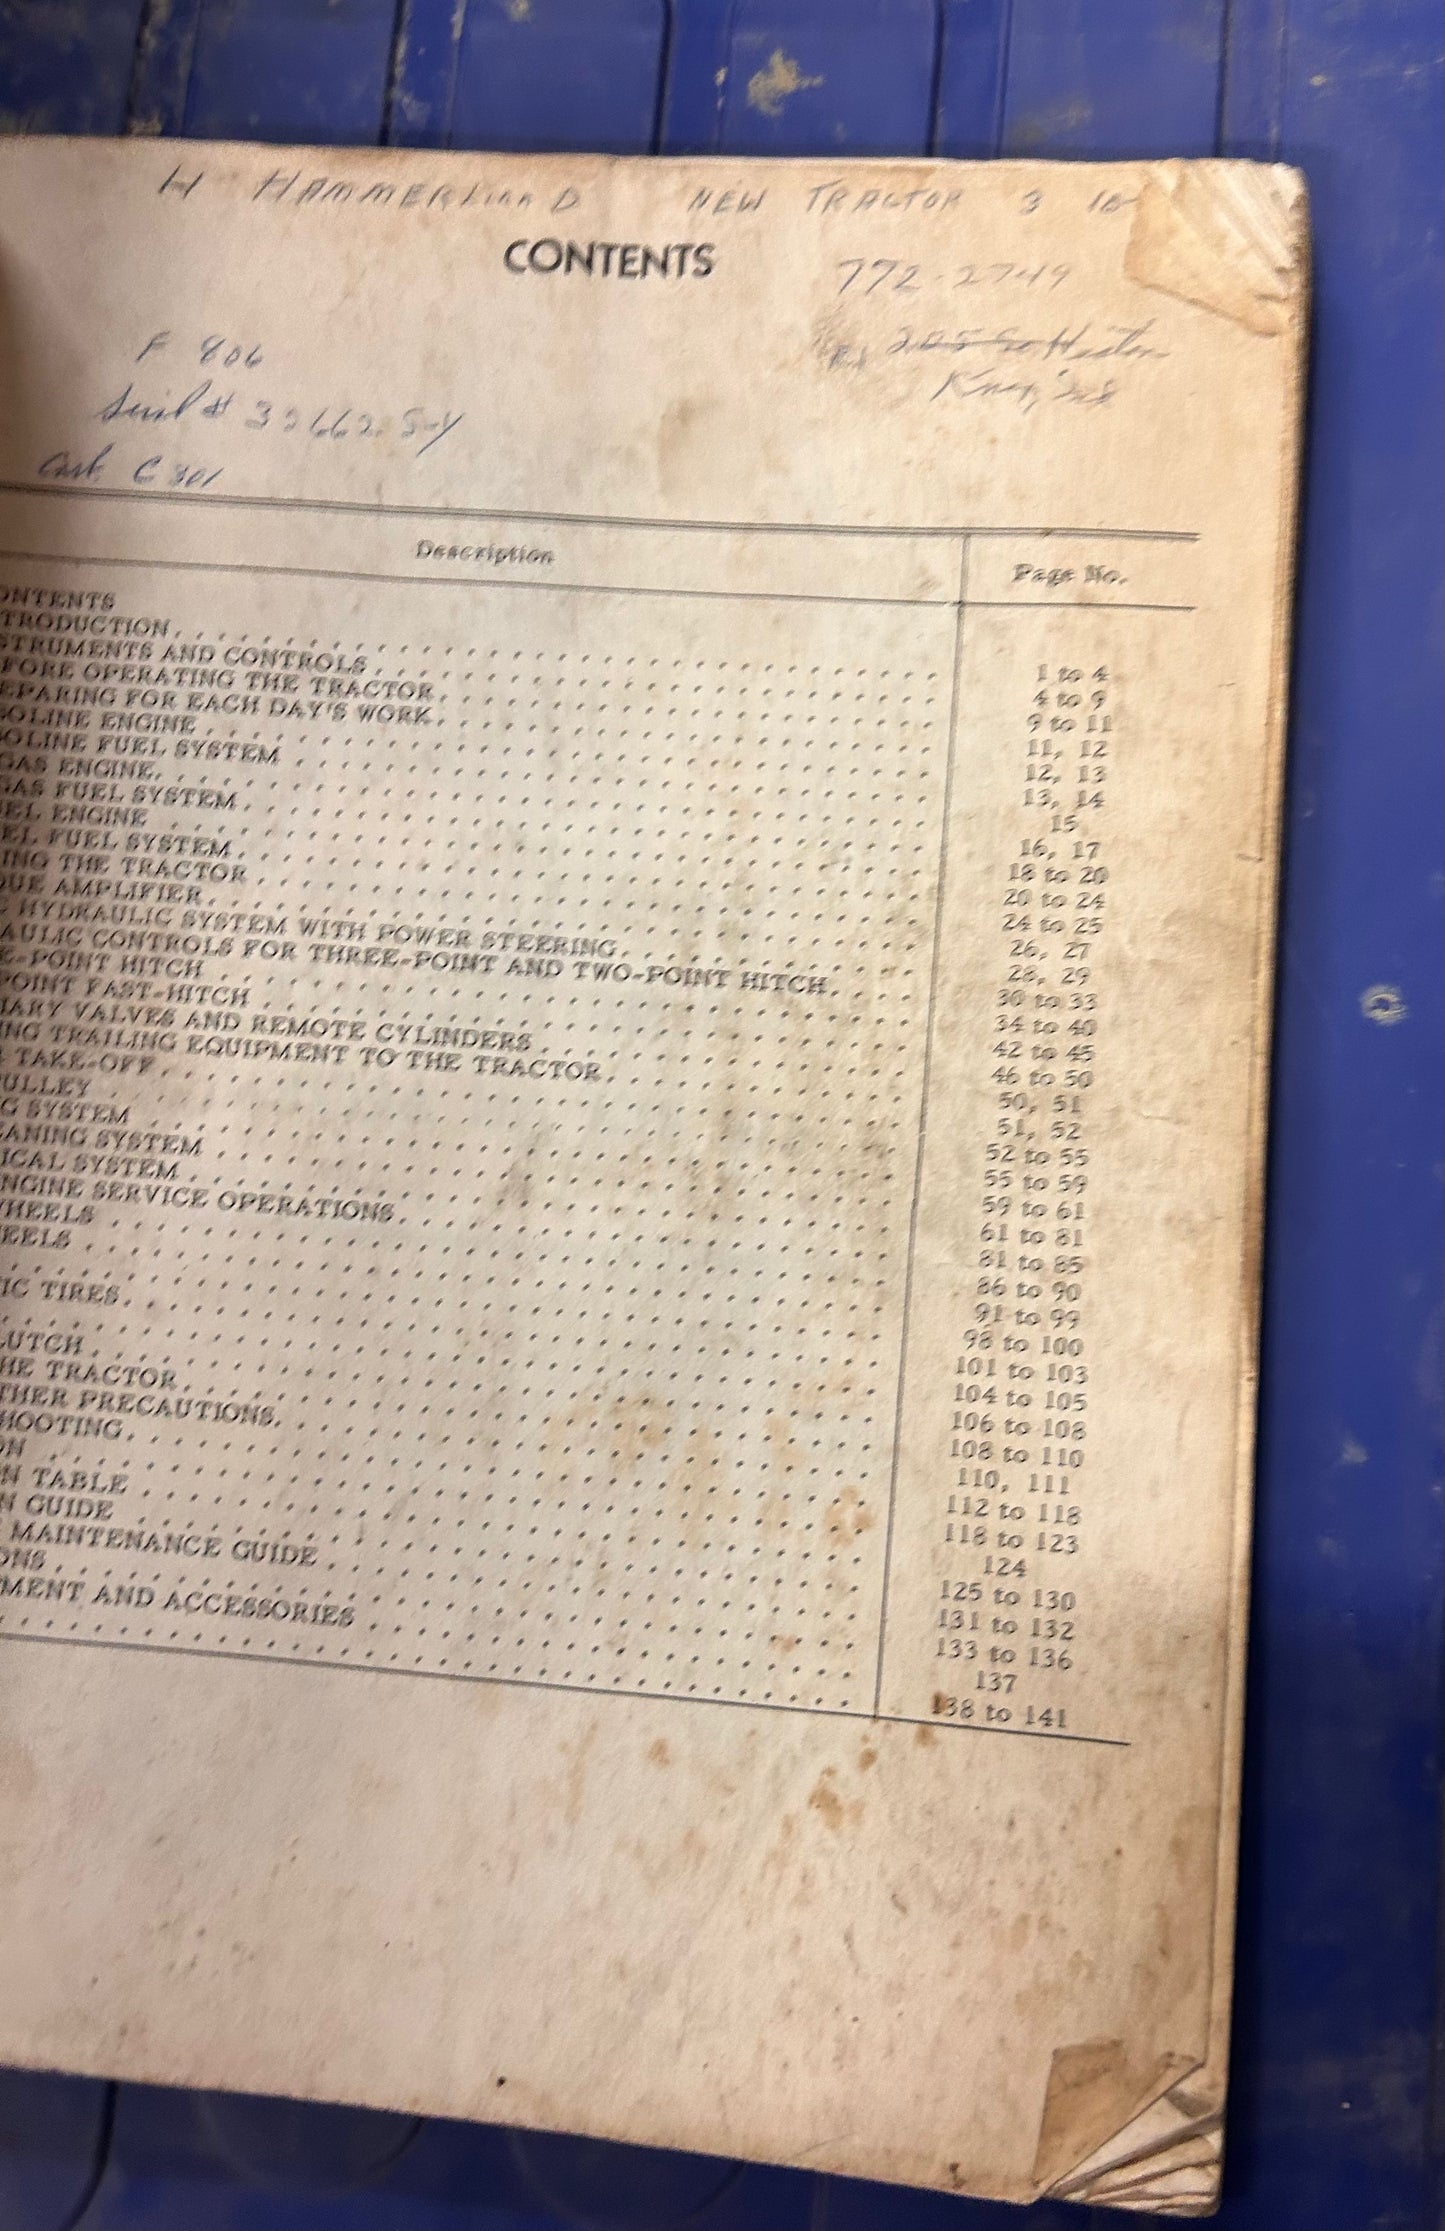 H HAMMERLinnD NEW TRACTOR 3
CONTENTS
772-2749
F 806
Serial # S-Y
C 301
Description Page No.
ONTENTS
TRODUCTION 1 to 4
STRUMENTS AND CONTROLS 4 to 9
FORE OPERATING THE TRACTOR 9 to 11
EPARING FOR EACH DAY'S WORK 11, 12
SOLINE ENGINE 12, 13
OLINE FUEL SYSTEM 13, 14
GAS ENGINE 15
GAS FUEL SYSTEM 16, 17
EL ENGINE 18 to 20
EL FUEL SYSTEM 20 to 24
ING THE TRACTOR 24 to 25
QUE AMPLIFIER 26, 27
G HYDRAULIC SYSTEM WITH POWER STEERING 28, 29
AULIC CONTROLS FOR THREE-POINT AND TWO-POINT HITCH 30 to 33
E-POINT HITCH 34 to 40
POINT FAST-HITCH 42 to 45
IARY VALVES AND REMOTE CYLINDERS 46 to 50
ING TRAILING EQUIPMENT TO THE TRACTOR 50, 51
R TAKE-OFF 51, 52
PULLEY 52 to 55
G SYSTEM 55 to 59
EANING SYSTEM 59 to 61
ICAL SYSTEM 61 to 81
NGINE SERVICE OPERATIONS 81 to 85
WHEELS 86 to 90
EELS 91 to 99
98 to 100
IC TIRES 101 to 103
104 to 105
LUTCH 106 to 108
HE TRACTOR 108 to 110
THER PRECAUTIONS 110, 111
HOOTING 112 to 118
ON 118 to 123
N TABLE 124
N GUIDE 125 to 130
MAINTENANCE GUIDE 131 to 132
ONS 133 to 136
MENT AND ACCESSORIES 137
138 to 141